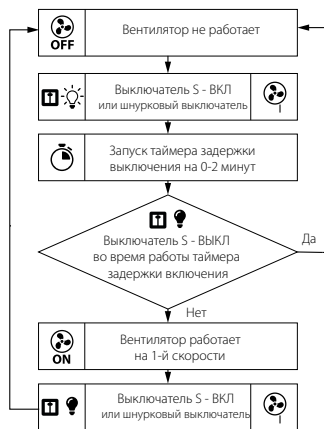 OFF
Вентилятор не работает
Выключатель S - ВКЛ
или шнурковый выключатель
Запуск таймера задержки
выключения на 0-2 минут
Выключатель S - ВЫКЛ
во время работы таймера
задержки включения
Да
Нет
ON
Вентилятор работает
на 1-й скорости
Выключатель S - ВКЛ
или шнурковый выключатель